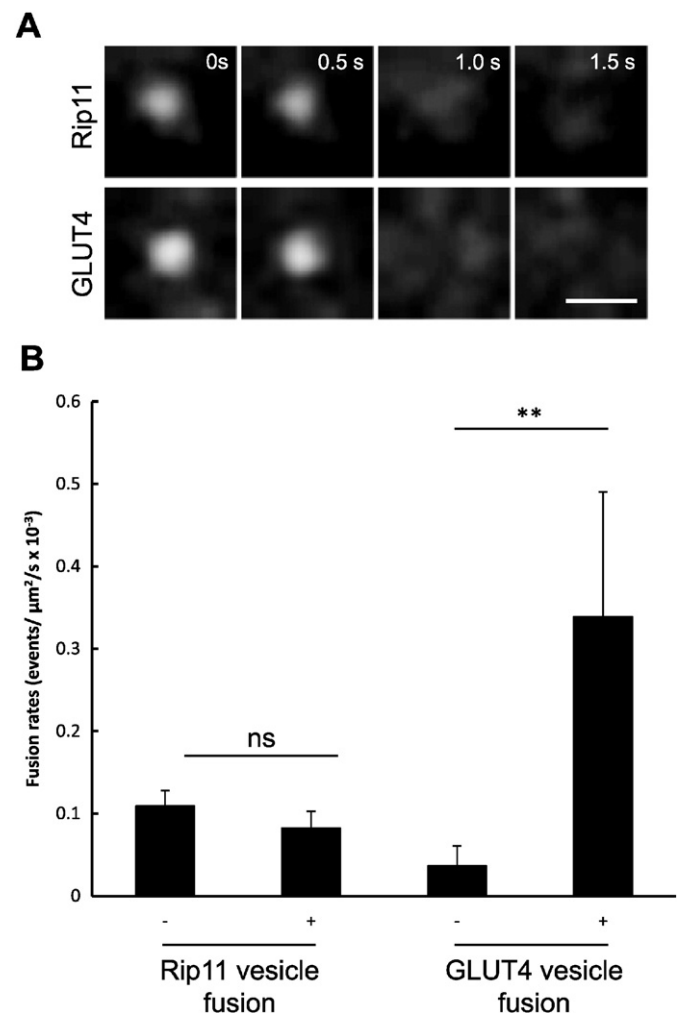 A
Rip11
0s
0.5 s
1.0 s
1.5 s
GLUT4
B
Fusion rates (events/ μm²/s x 10⁻³)
0.6
0.5
0.4
0.3
0.2
0.1
0
ns
**
- + - +
Rip11 vesicle
fusion
GLUT4 vesicle
fusion